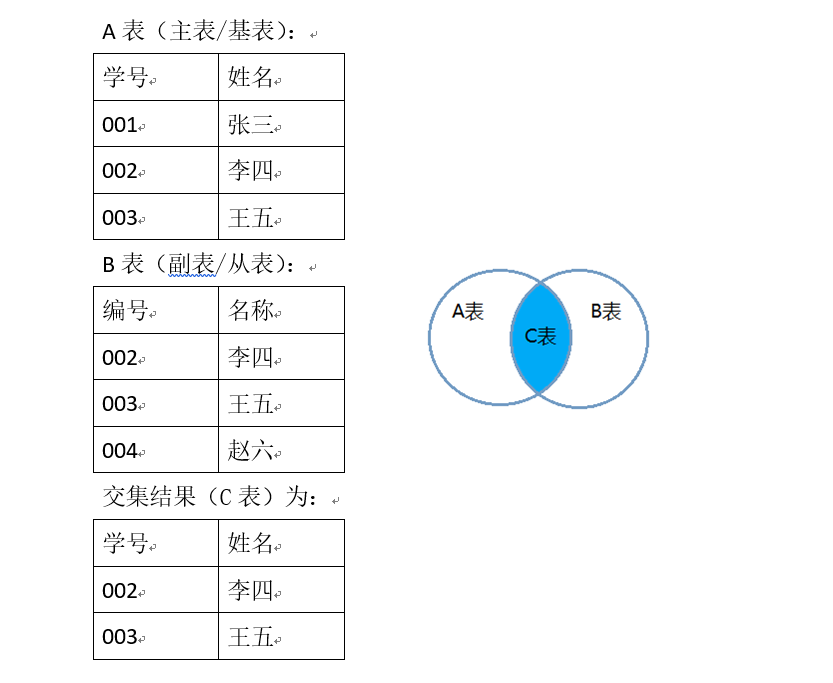 A 表（主表/基表）：
学号 姓名
001 张三
002 李四
003 王五
B 表（副表/从表）：
编号 名称
002 李四
003 王五
004 赵六
交集结果（C 表）为：
学号 姓名
002 李四
003 王五
A表 B表
C表